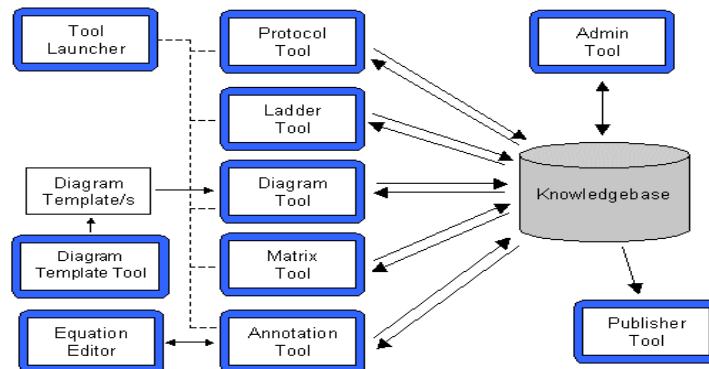 Tool
Launcher
Protocol
Tool
Admin
Tool
Ladder
Tool
Diagram
Template/s
Diagram
Tool
Knowledgebase
Diagram
Template Tool
Matrix
Tool
Equation
Editor
Annotation
Tool
Publisher
Tool